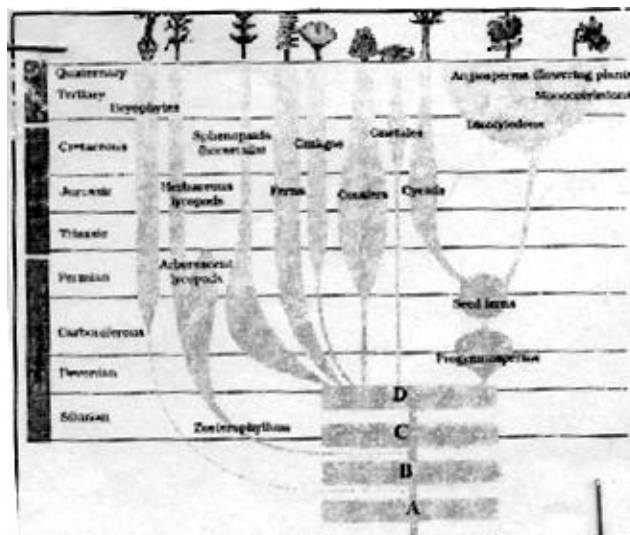 Quaternary
Angiosperms (flowering plants
Tertiary
Monocotyledons
Bryophytes
Dicotyledons
Cretaceous
Sphenopsids
Ginkgos
Gnetales
Jurassic
Herbaceous
lycopods
Ferns
Conifers
Cycads
Triassic
Permian
Arborescent
lycopods
Seed ferns
Carboniferous
Progymnosperms
Devonian
D
Silurian
Zosterophyllum
C
B
A